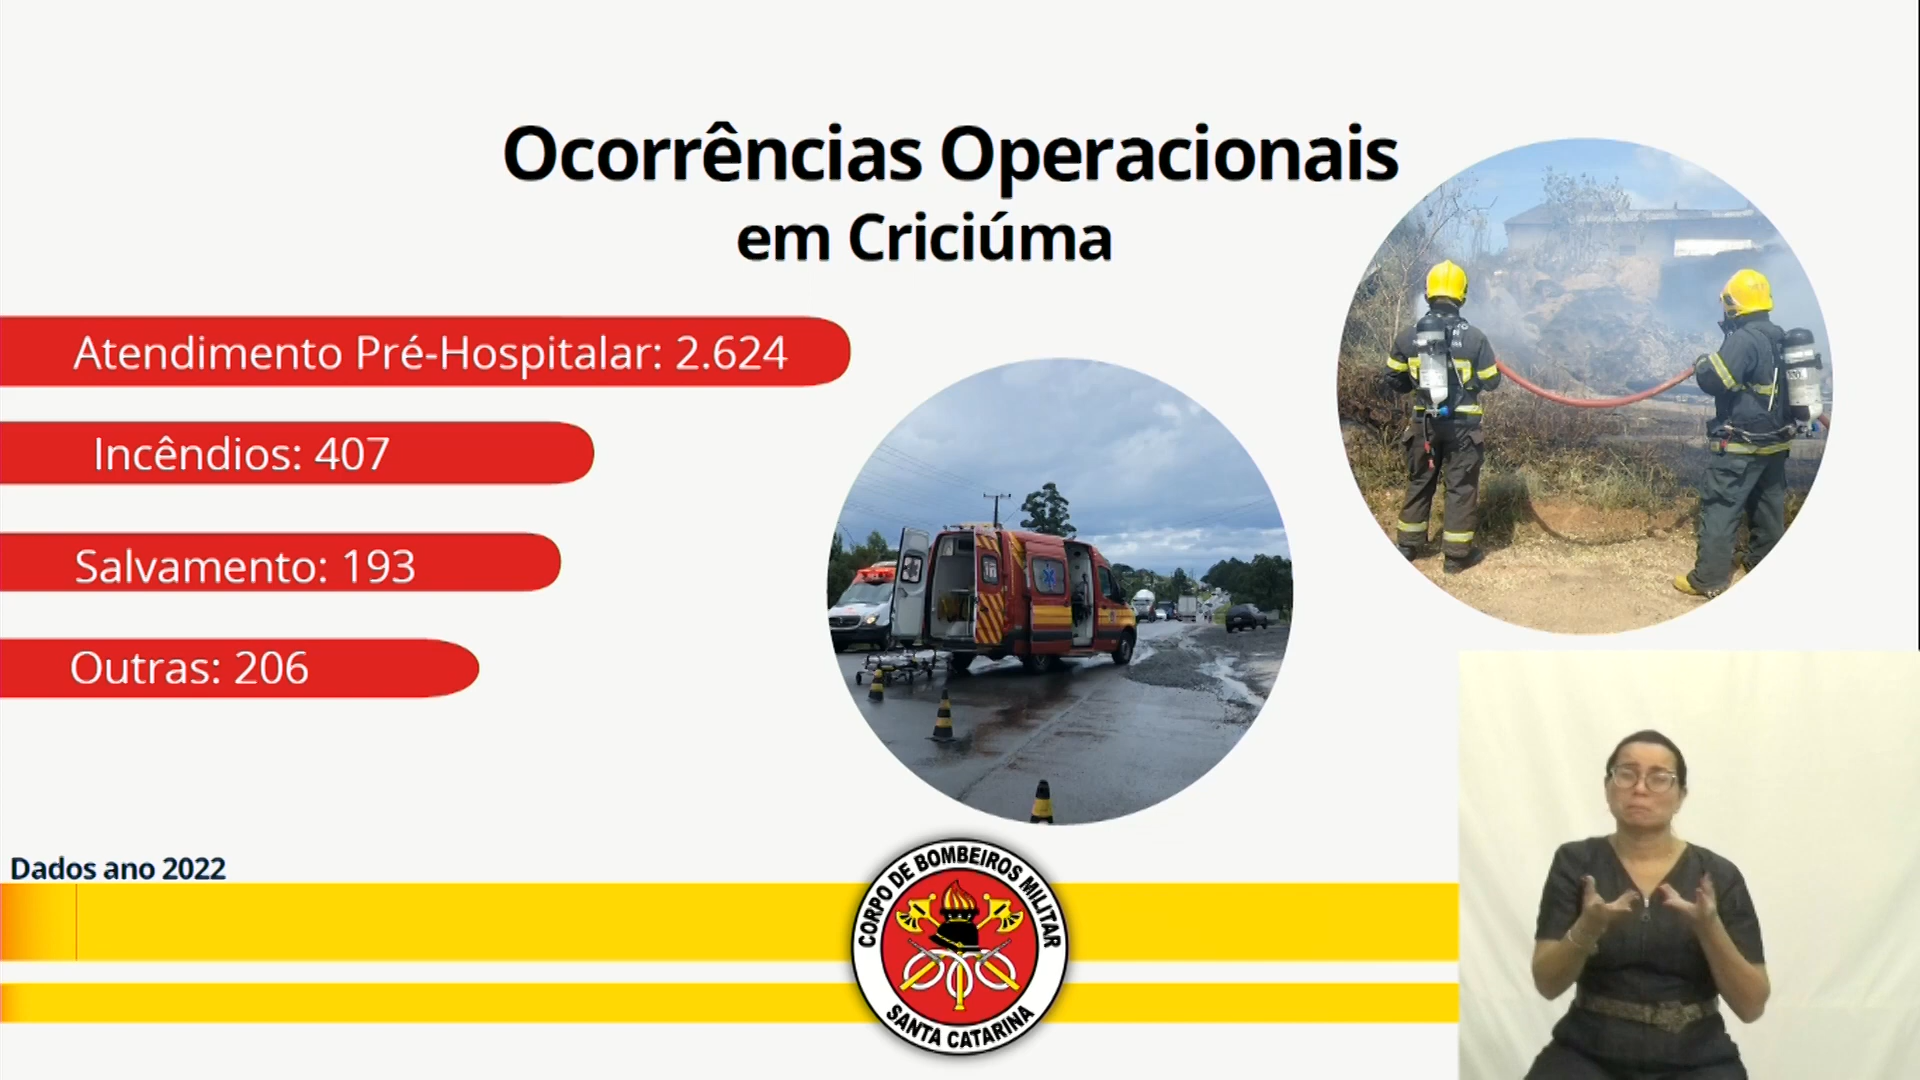 Ocorrências Operacionais
em Criciúma
Atendimento Pré-Hospitalar: 2.624
Incêndios: 407
Salvamento: 193
Outras: 206
Dados ano 2022
CORPO DE BOMBEIROS MILITAR
SANTA CATARINA